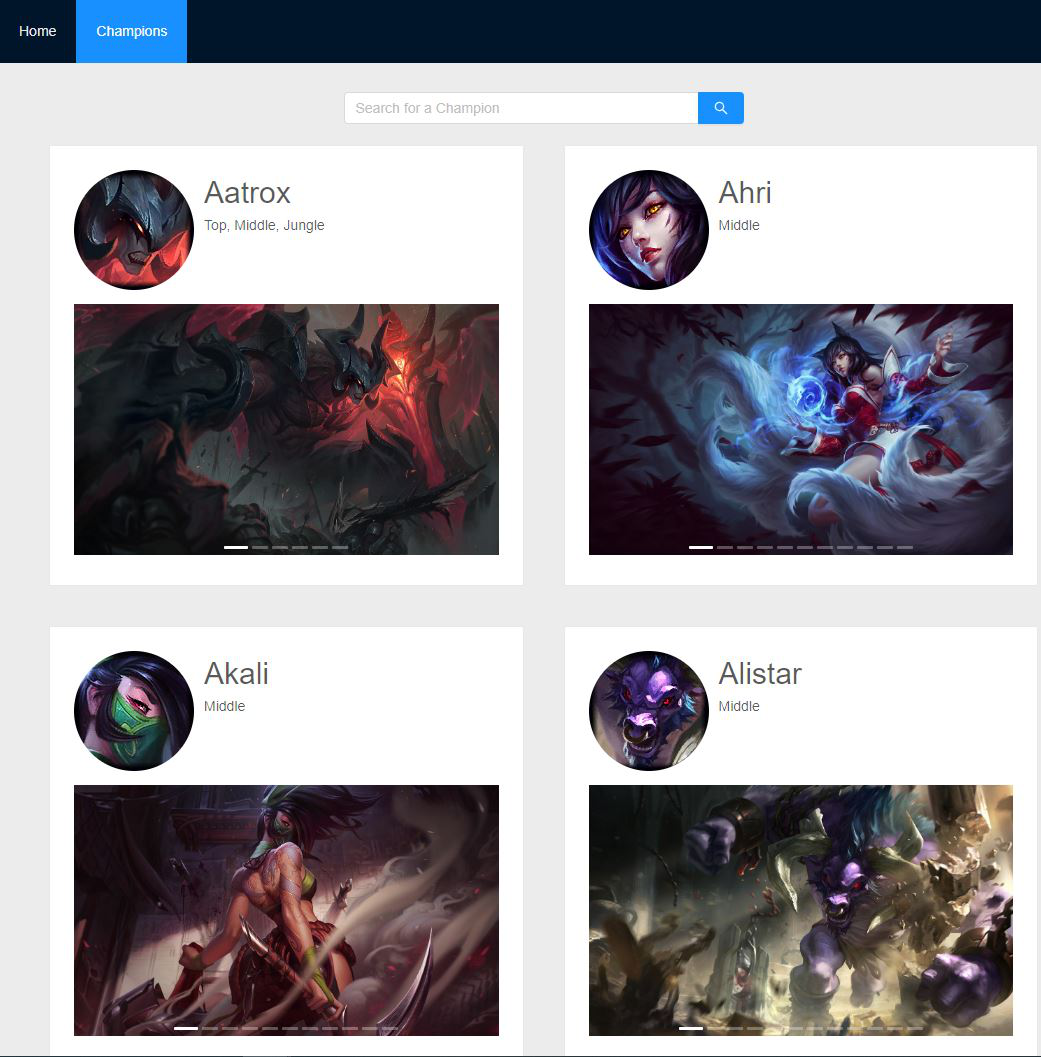 Home Champions
Search for a Champion
Aatrox
Top, Middle, Jungle
Ahri
Middle
Akali
Middle
Alistar
Middle